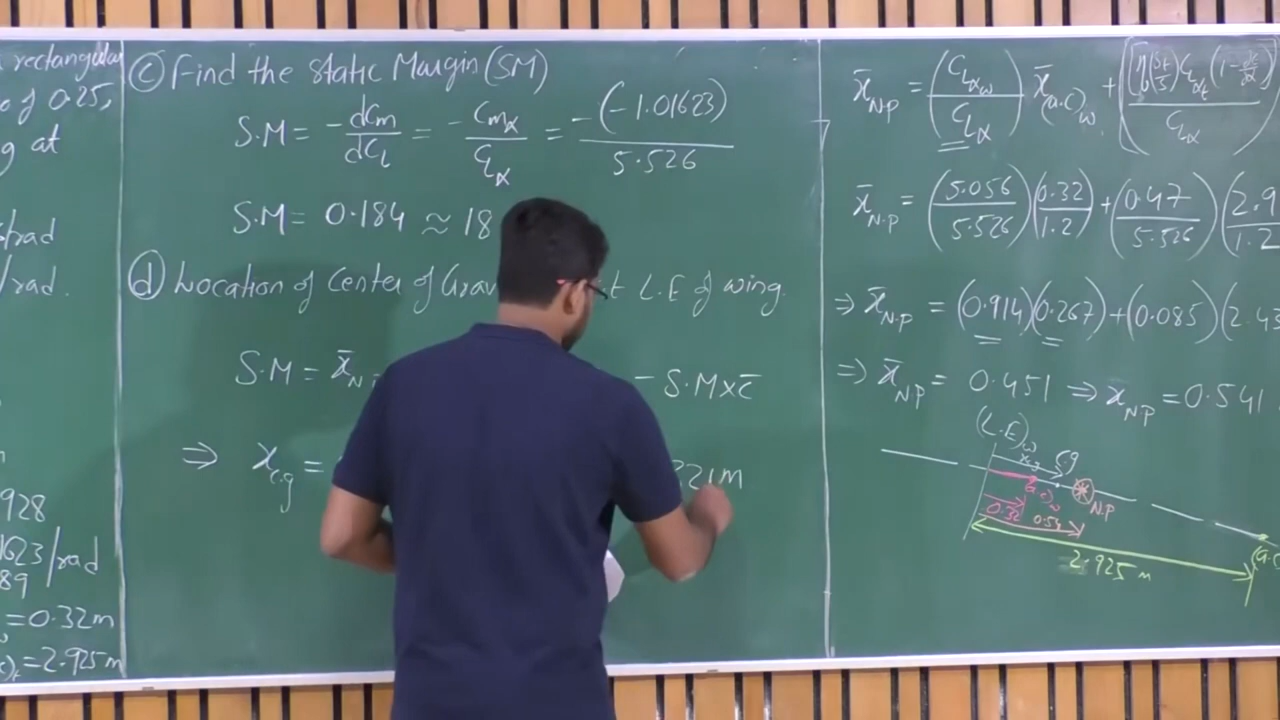 rectangular
of 0.25,
g at
/rad
/rad.
928
1623/rad
89
=0.32m
=2.925m
(c) Find the Static Margin (SM)
S.M = -dCm/dCL = -Cmα/CLα = -(-1.01623)/5.526
S.M = 0.184 ≈ 18
(d) Location of Center of Grav t L.E of wing.
S.M = x̄N - S.M×c̄
⇒ xc.g = 321m
x̄N.P = (CLαw/CLα) x̄(a.c)w + ([η(St/S)CLαt(1-dε/dα)]/CLα)
x̄N.P = (5.056/5.526)(0.32/1.2)+(0.47/5.526)(2.9/1.2
⇒ x̄N.P = (0.914)(0.267)+(0.085)(2.43
⇒ x̄NP = 0.451 ⇒ xNP = 0.541
(L.E)w
xcg
cg
a.cw
N.P
0.32
0.54
2.925 m
(a.c